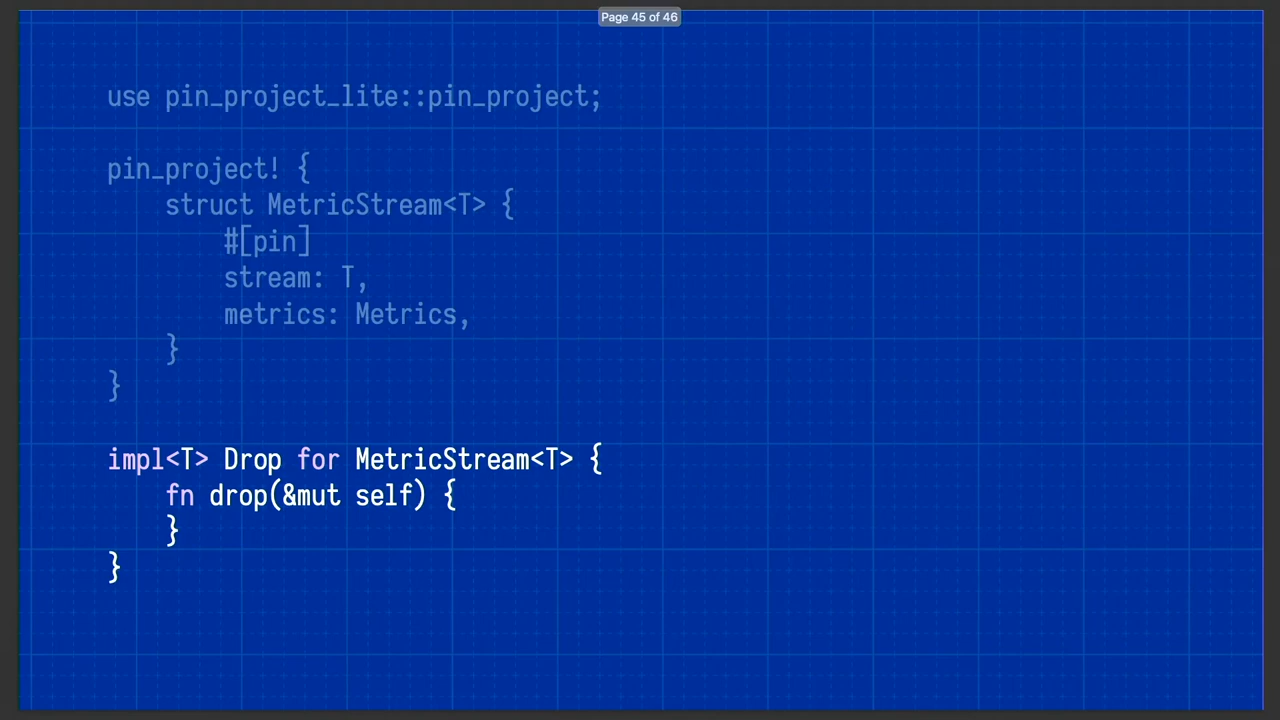 Page 45 of 46
use pin_project_lite::pin_project;
pin_project! {
    struct MetricStream<T> {
        #[pin]
        stream: T,
        metrics: Metrics,
    }
}
impl<T> Drop for MetricStream<T> {
    fn drop(&mut self) {
    }
}